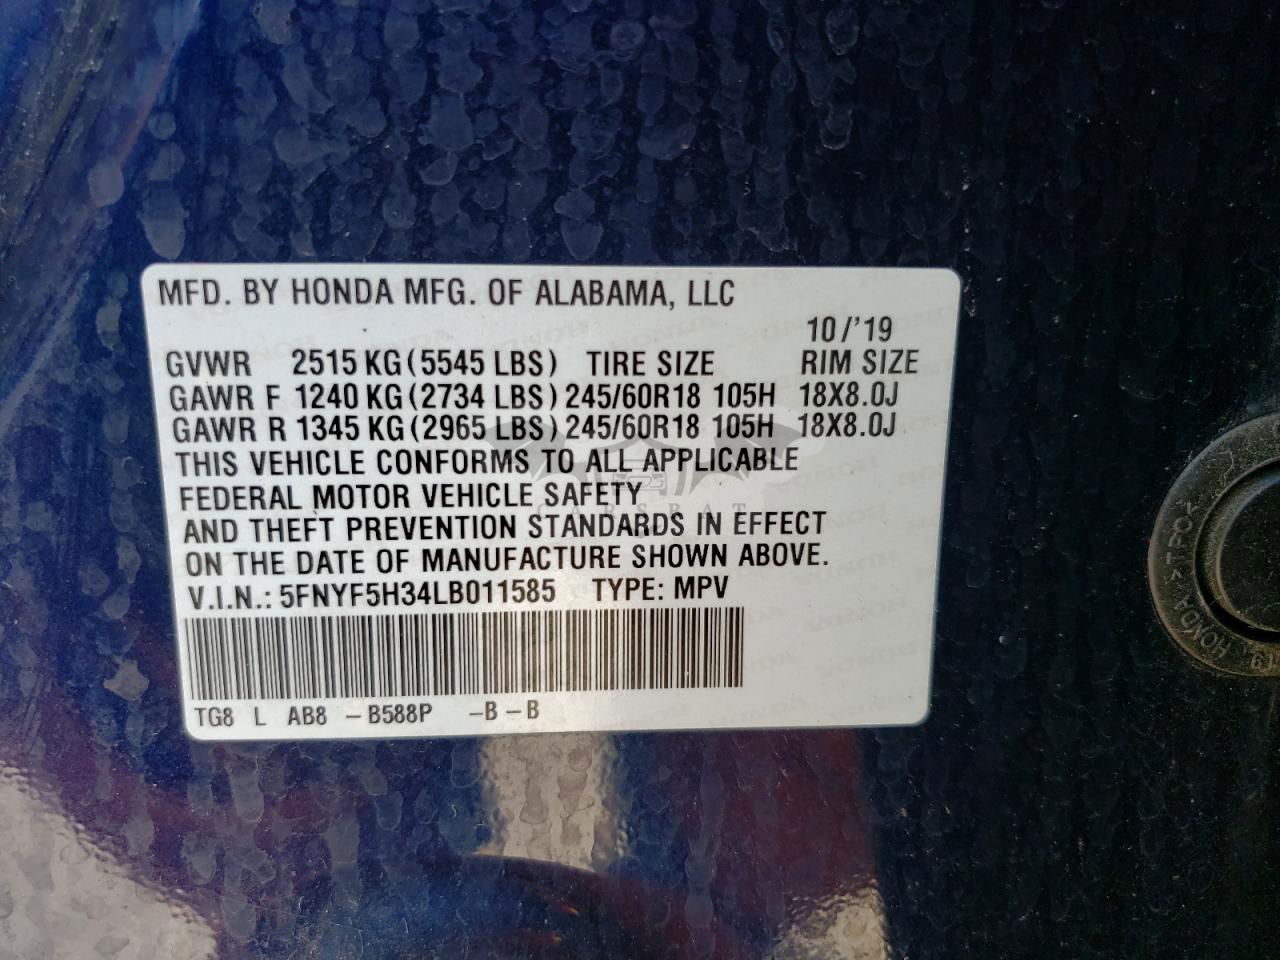 MFD. BY HONDA MFG. OF ALABAMA, LLC
10/'19
GVWR 2515 KG (5545 LBS) TIRE SIZE RIM SIZE
GAWR F 1240 KG (2734 LBS) 245/60R18 105H 18X8.0J
GAWR R 1345 KG (2965 LBS) 245/60R18 105H 18X8.0J
THIS VEHICLE CONFORMS TO ALL APPLICABLE
FEDERAL MOTOR VEHICLE SAFETY
CARSBAT
AND THEFT PREVENTION STANDARDS IN EFFECT
ON THE DATE OF MANUFACTURE SHOWN ABOVE.
V.I.N.: 5FNYF5H34LB011585 TYPE: MPV
TG8 L AB8 -B588P -B-B
HONDA >TPO<